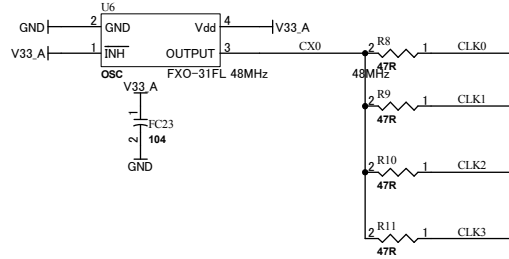 U6
GND 2 GND Vdd 4 V33_A
V33_A 1 INH OUTPUT 3 CX0
OSC FXO-31FL 48MHz 48MHz
2 R8 1 CLK0
47R
2 R9 1 CLK1
47R
2 R10 1 CLK2
47R
2 R11 1 CLK3
47R
V33_A
1
FC23
104
2
GND